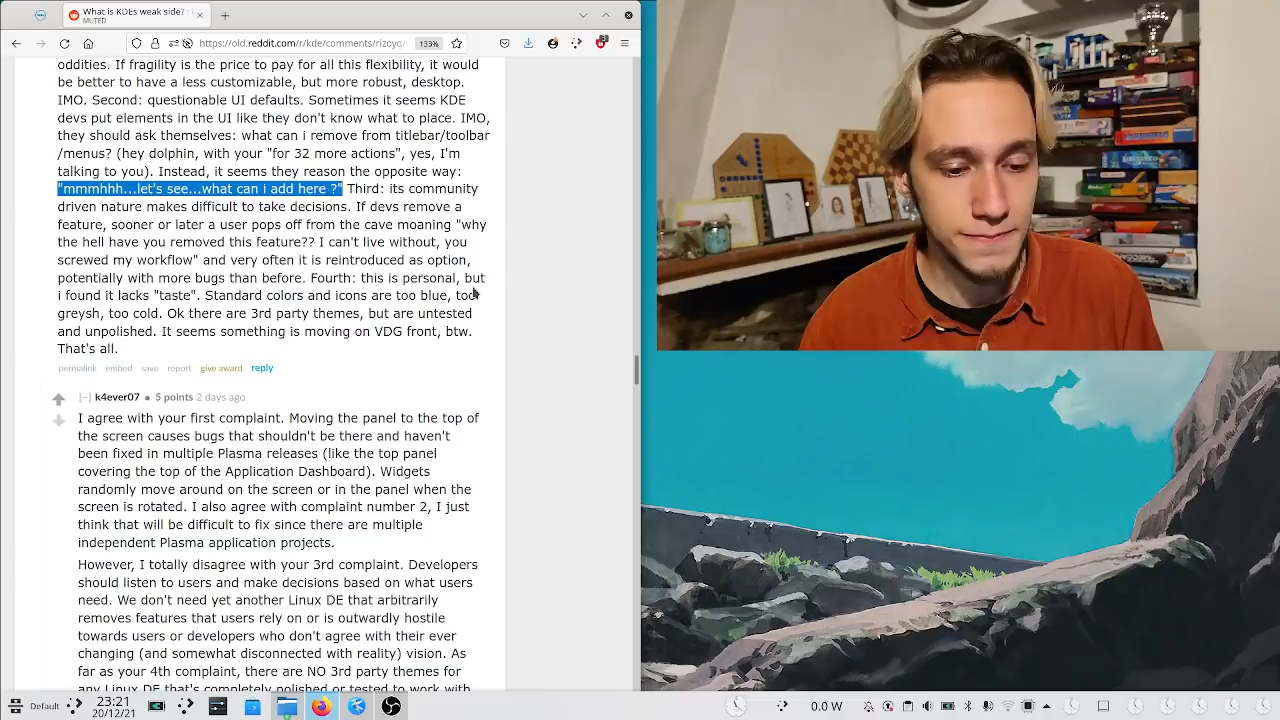 What is KDEs weak side? :
MUTED
https://old.reddit.com/r/kde/comments/rizoyq/
133%
oddities. If fragility is the price to pay for all this flexibility, it would
be better to have a less customizable, but more robust, desktop.
IMO. Second: questionable UI defaults. Sometimes it seems KDE
devs put elements in the UI like they don't know what to place. IMO,
they should ask themselves: what can i remove from titlebar/toolbar
/menus? (hey dolphin, with your "for 32 more actions", yes, I'm
talking to you). Instead, it seems they reason the opposite way:
"mmmhhh...let's see...what can i add here ?" Third: its community
driven nature makes difficult to take decisions. If devs remove a
feature, sooner or later a user pops off from the cave moaning "why
the hell have you removed this feature?? I can't live without, you
screwed my workflow" and very often it is reintroduced as option,
potentially with more bugs than before. Fourth: this is personal, but
i found it lacks "taste". Standard colors and icons are too blue, too
greysh, too cold. Ok there are 3rd party themes, but are untested
and unpolished. It seems something is moving on VDG front, btw.
That's all.
permalink embed save report give award reply
[-] k4ever07 • 5 points 2 days ago
I agree with your first complaint. Moving the panel to the top of
the screen causes bugs that shouldn't be there and haven't
been fixed in multiple Plasma releases (like the top panel
covering the top of the Application Dashboard). Widgets
randomly move around on the screen or in the panel when the
screen is rotated. I also agree with complaint number 2, I just
think that will be difficult to fix since there are multiple
independent Plasma application projects.
However, I totally disagree with your 3rd complaint. Developers
should listen to users and make decisions based on what users
need. We don't need yet another Linux DE that arbitrarily
removes features that users rely on or is outwardly hostile
towards users or developers who don't agree with their ever
changing (and somewhat disconnected with reality) vision. As
far as your 4th complaint, there are NO 3rd party themes for
any Linux DE that's completely polished or tested to work with
Default
23:21
20/12/21
0.0 W